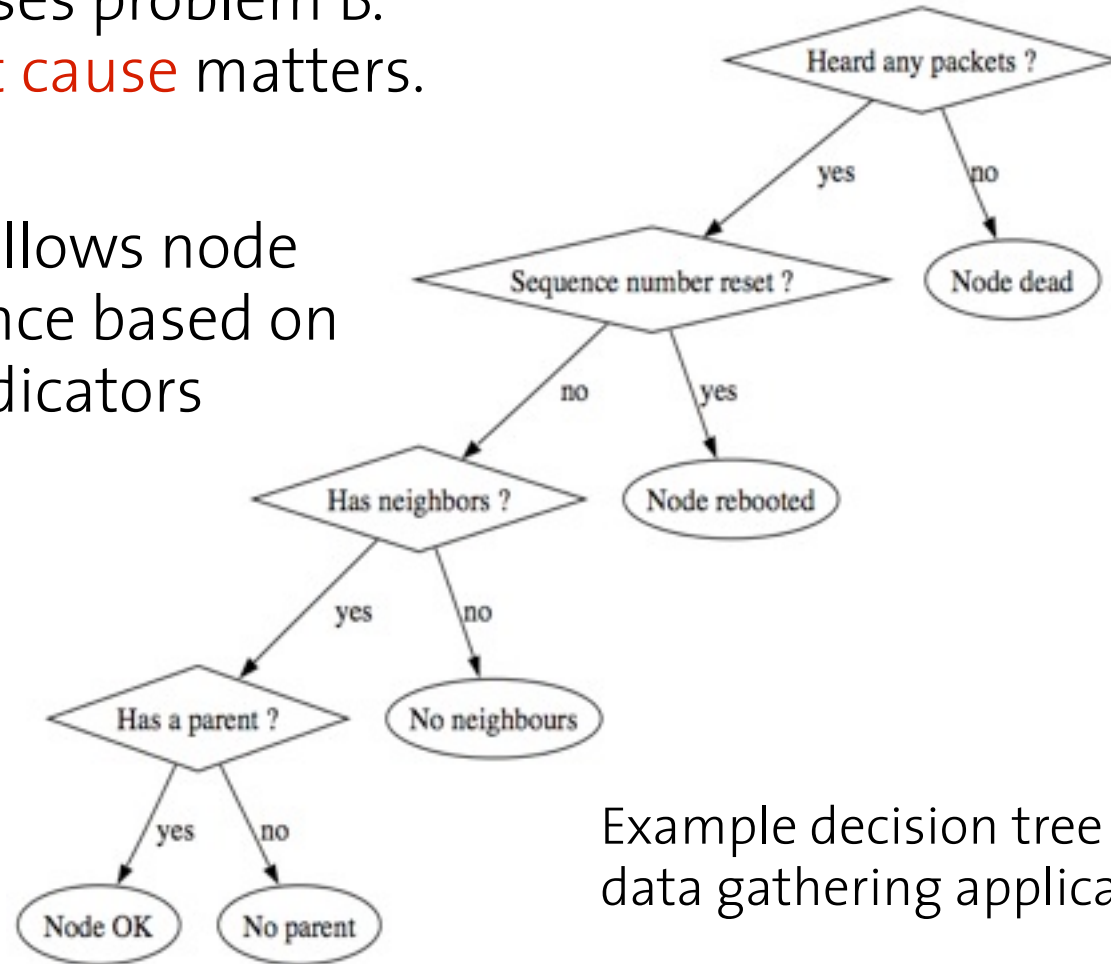 ses problem B.
t cause matters.
llows node
nce based on
dicators
Heard any packets ?
yes
no
Sequence number reset ?
Node dead
no
yes
Has neighbors ?
Node rebooted
yes
no
Has a parent ?
No neighbours
yes
no
Node OK
No parent
Example decision tree
data gathering applica